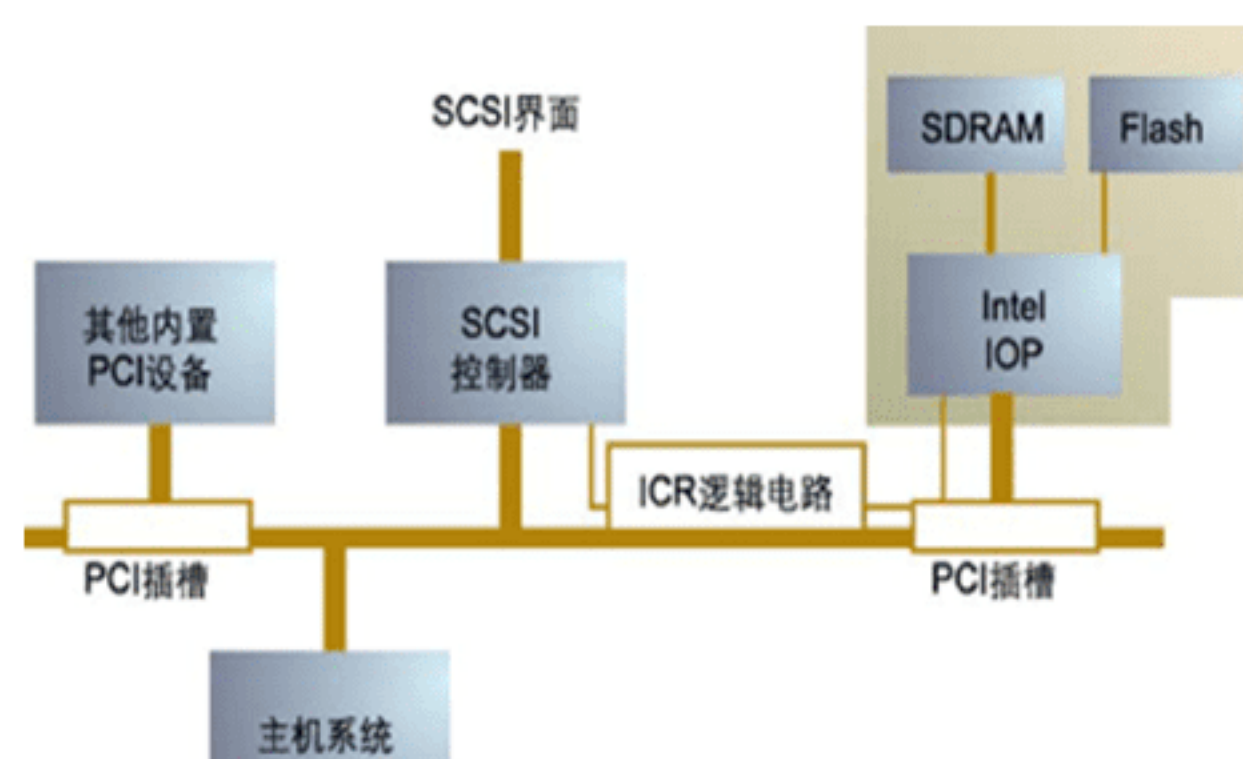 SCSI界面
SDRAM
Flash
其他内置
PCI设备
SCSI
控制器
Intel
IOP
ICR逻辑电路
PCI插槽
PCI插槽
主机系统